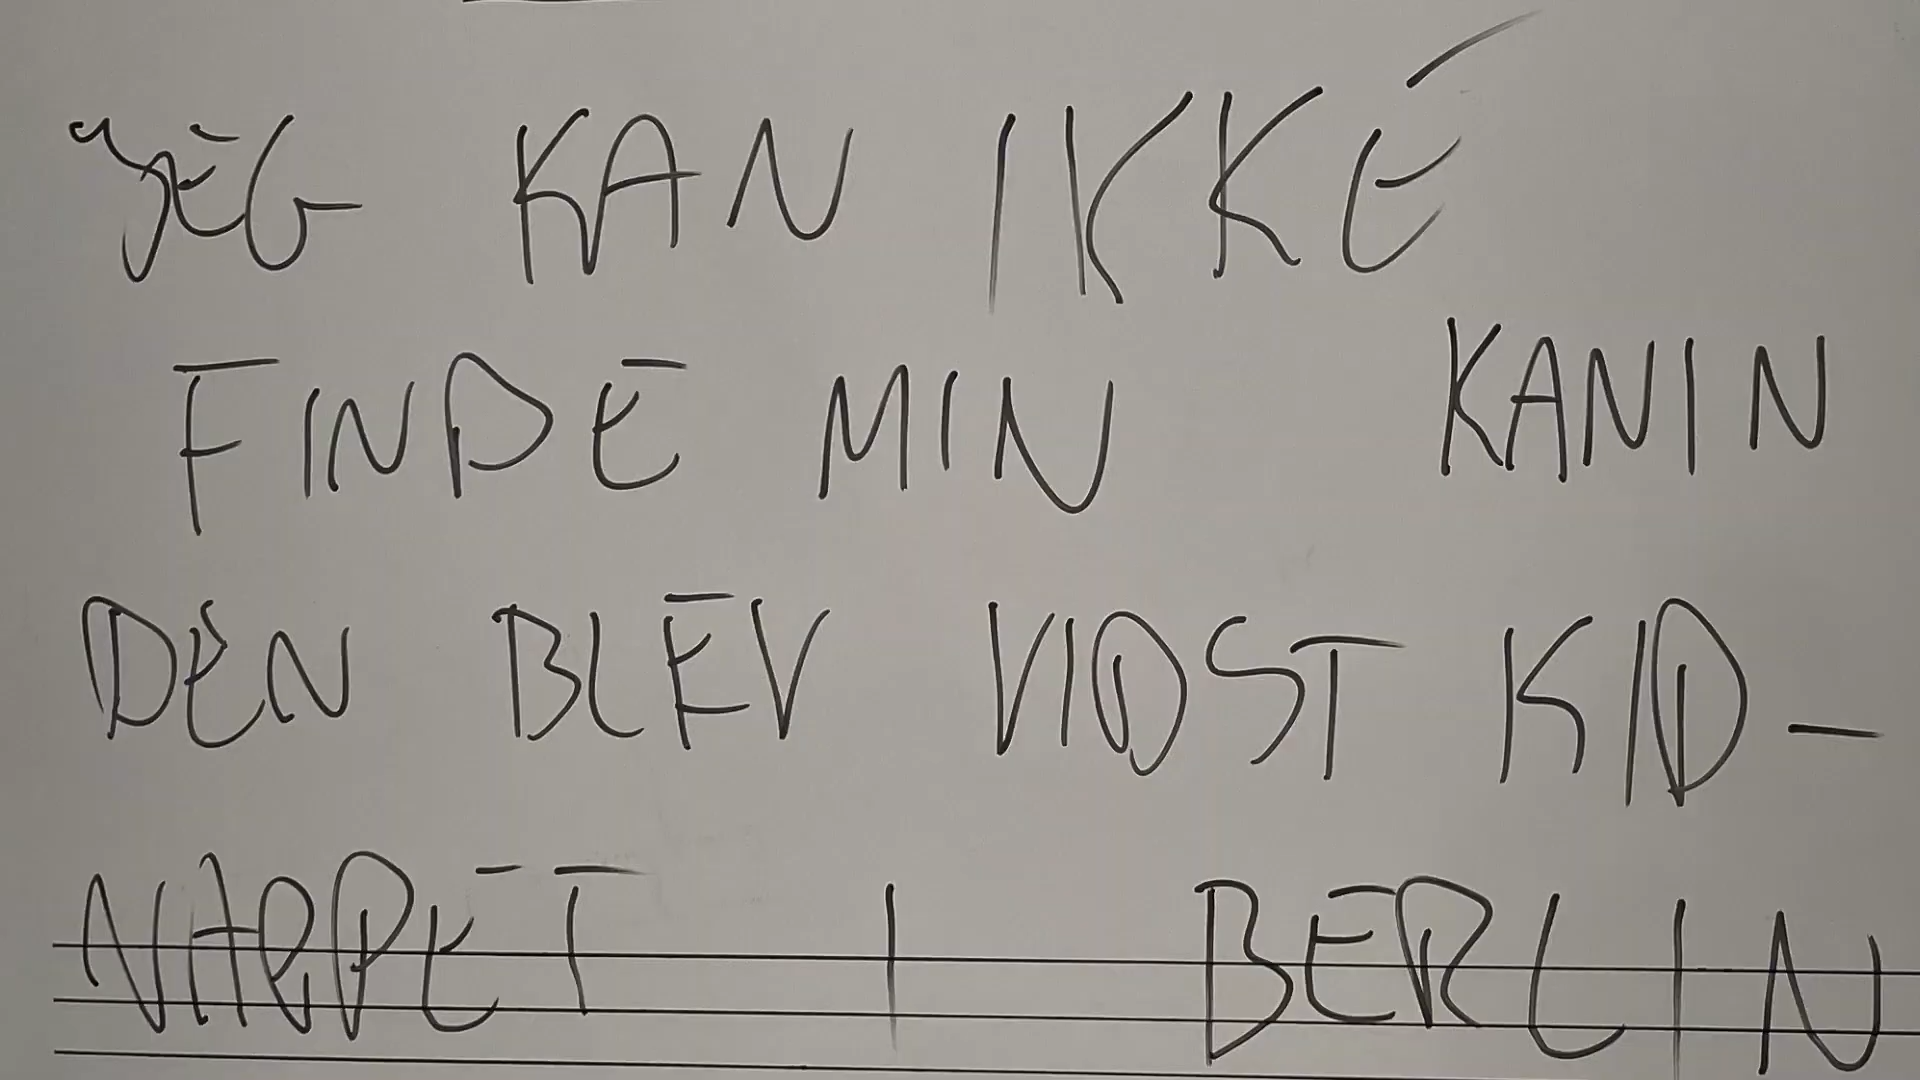 JEG KAN IKKE
FINDE MIN KANIN
DEN BLEV VIDST KID-
NAPPET I BERLIN